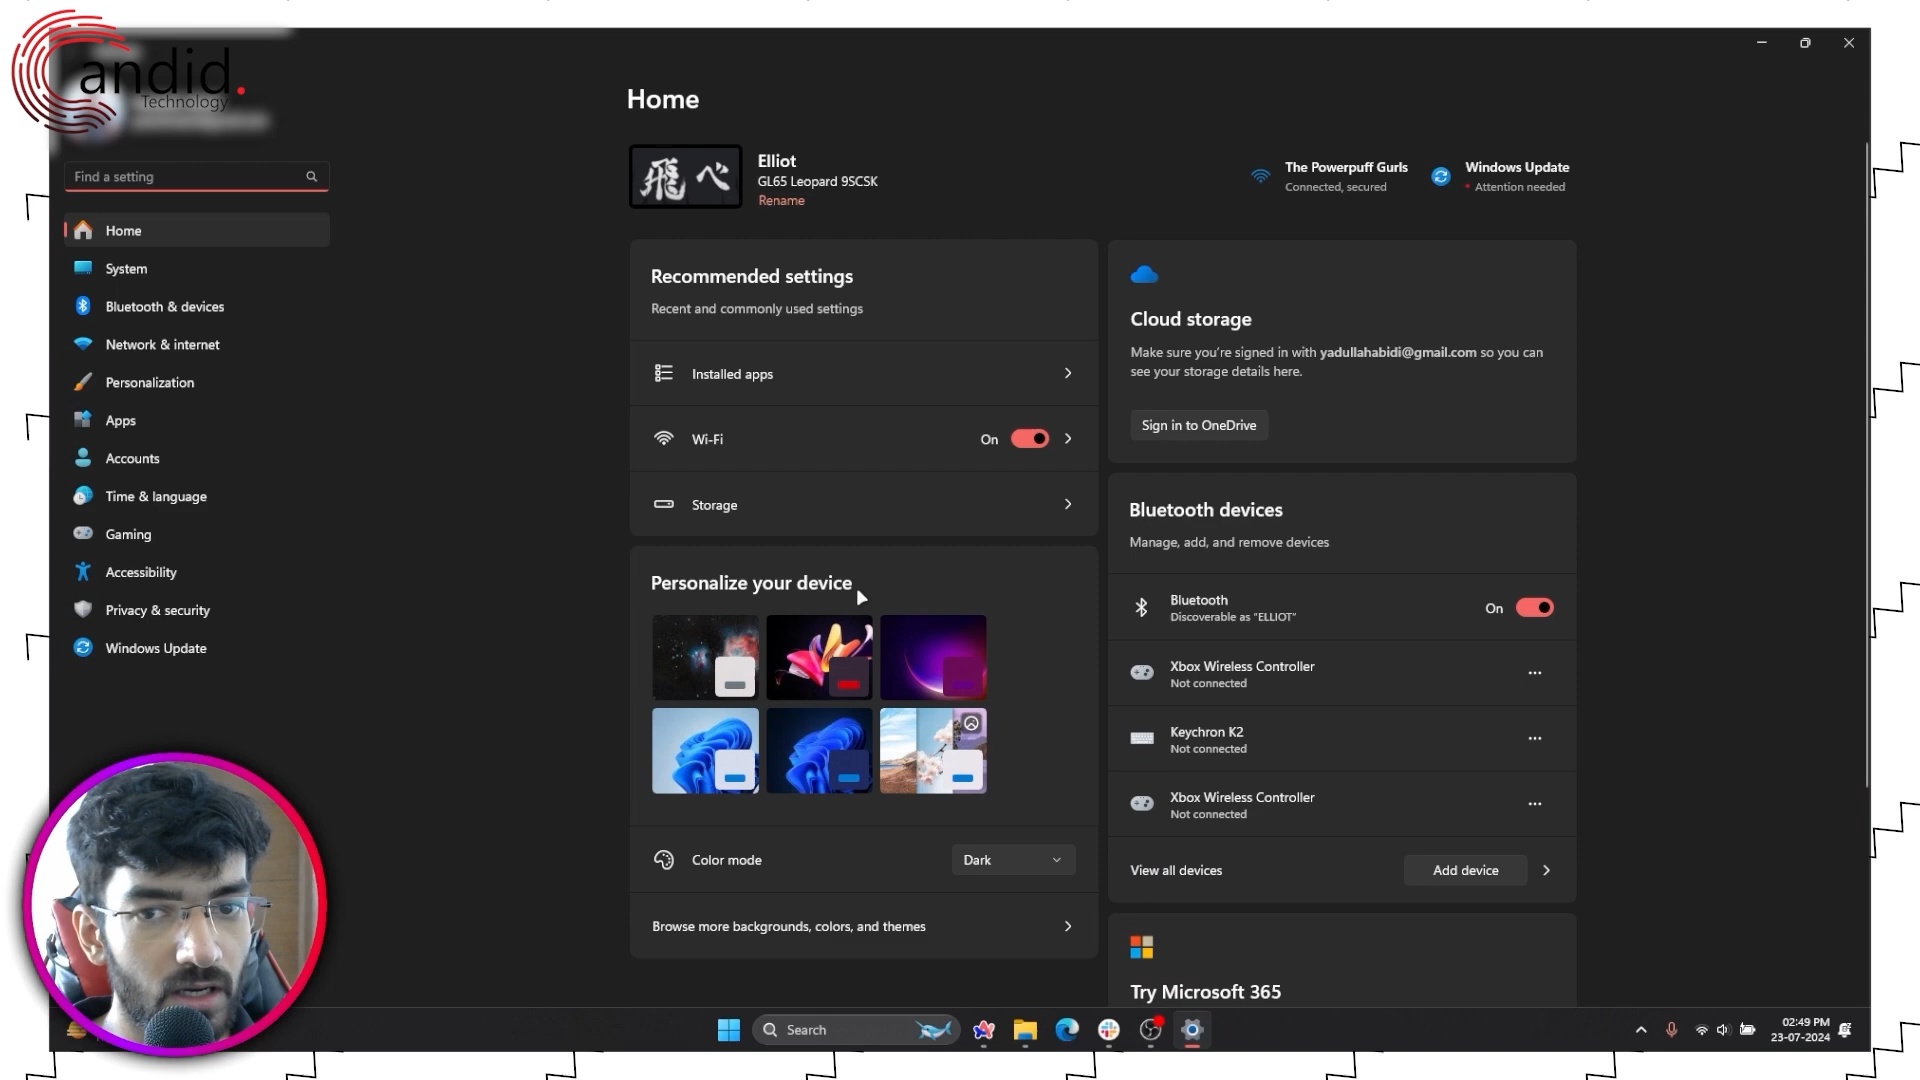 Candid.
Technology
Find a setting
Home
System
Bluetooth & devices
Network & internet
Personalization
Apps
Accounts
Time & language
Gaming
Accessibility
Privacy & security
Windows Update
Home
飛べ
Elliot
GL65 Leopard 9SCSK
Rename
The Powerpuff Gurls
Connected, secured
Windows Update
Attention needed
Recommended settings
Recent and commonly used settings
Installed apps
Wi-Fi
On
Storage
Personalize your device
Color mode
Dark
Browse more backgrounds, colors, and themes
Cloud storage
Make sure you're signed in with yadullahabidi@gmail.com so you can
see your storage details here.
Sign in to OneDrive
Bluetooth devices
Manage, add, and remove devices
Bluetooth
Discoverable as "ELLIOT"
On
Xbox Wireless Controller
Not connected
Keychron K2
Not connected
Xbox Wireless Controller
Not connected
View all devices
Add device
Try Microsoft 365
Search
02:49 PM
23-07-2024